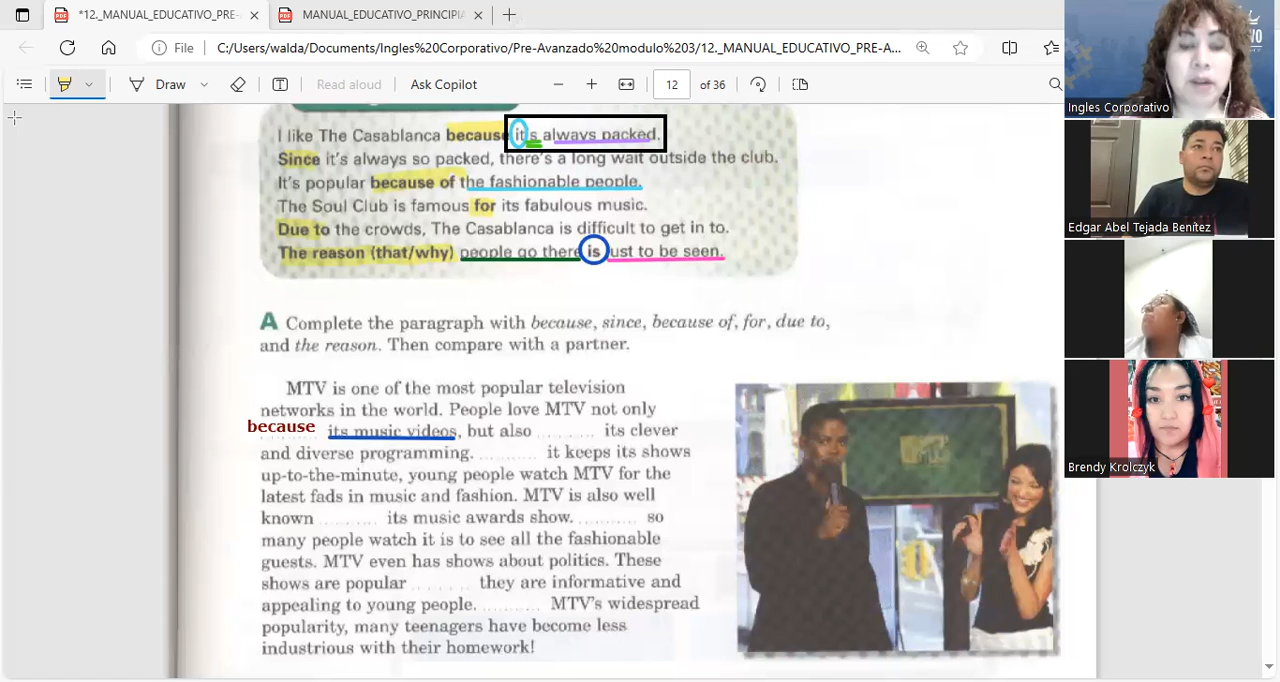 *12._MANUAL_EDUCATIVO_PRE-
MANUAL_EDUCATIVO_PRINCIPIA
File
C:/Users/walda/Documents/Ingles%20Corporativo/Pre-Avanzado%20modulo%203/12._MANUAL_EDUCATIVO_PRE-A...
Draw
Read aloud
Ask Copilot
12 of 36
I like The Casablanca because it's always packed.
Since it's always so packed, there's a long wait outside the club.
It's popular because of the fashionable people.
The Soul Club is famous for its fabulous music.
Due to the crowds, The Casablanca is difficult to get in to.
The reason (that/why) people go there is just to be seen.
A Complete the paragraph with because, since, because of, for, due to,
and the reason. Then compare with a partner.
MTV is one of the most popular television
networks in the world. People love MTV not only
because its music videos, but also .......... its clever
and diverse programming. .......... it keeps its shows
up-to-the-minute, young people watch MTV for the
latest fads in music and fashion. MTV is also well
known .......... its music awards show. .......... so
many people watch it is to see all the fashionable
guests. MTV even has shows about politics. These
shows are popular .......... they are informative and
appealing to young people. .......... MTV's widespread
popularity, many teenagers have become less
industrious with their homework!
Ingles Corporativo
Edgar Abel Tejada Benítez
Brendy Krolczyk